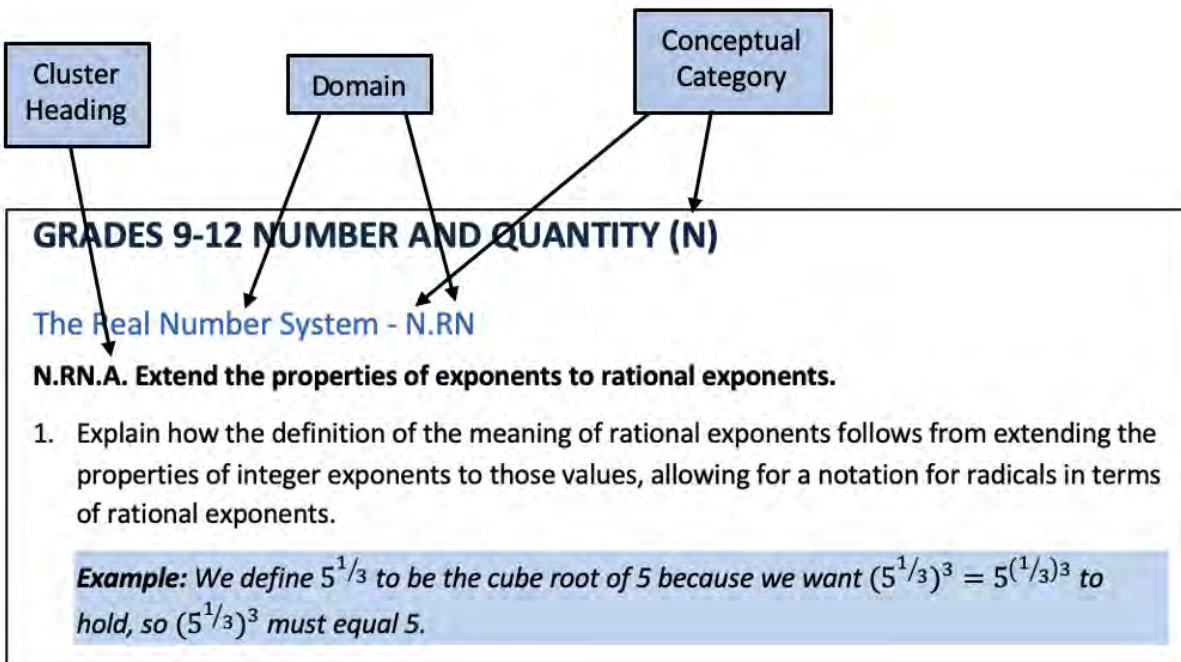 Cluster
Heading
Domain
Conceptual
Category
GRADES 9-12 NUMBER AND QUANTITY (N)
The Real Number System - N.RN
N.RN.A. Extend the properties of exponents to rational exponents.
1. Explain how the definition of the meaning of rational exponents follows from extending the
properties of integer exponents to those values, allowing for a notation for radicals in terms
of rational exponents.
Example: We define 5^1/3 to be the cube root of 5 because we want (5^1/3)³ = 5^(1/3)3 to
hold, so (5^1/3)³ must equal 5.